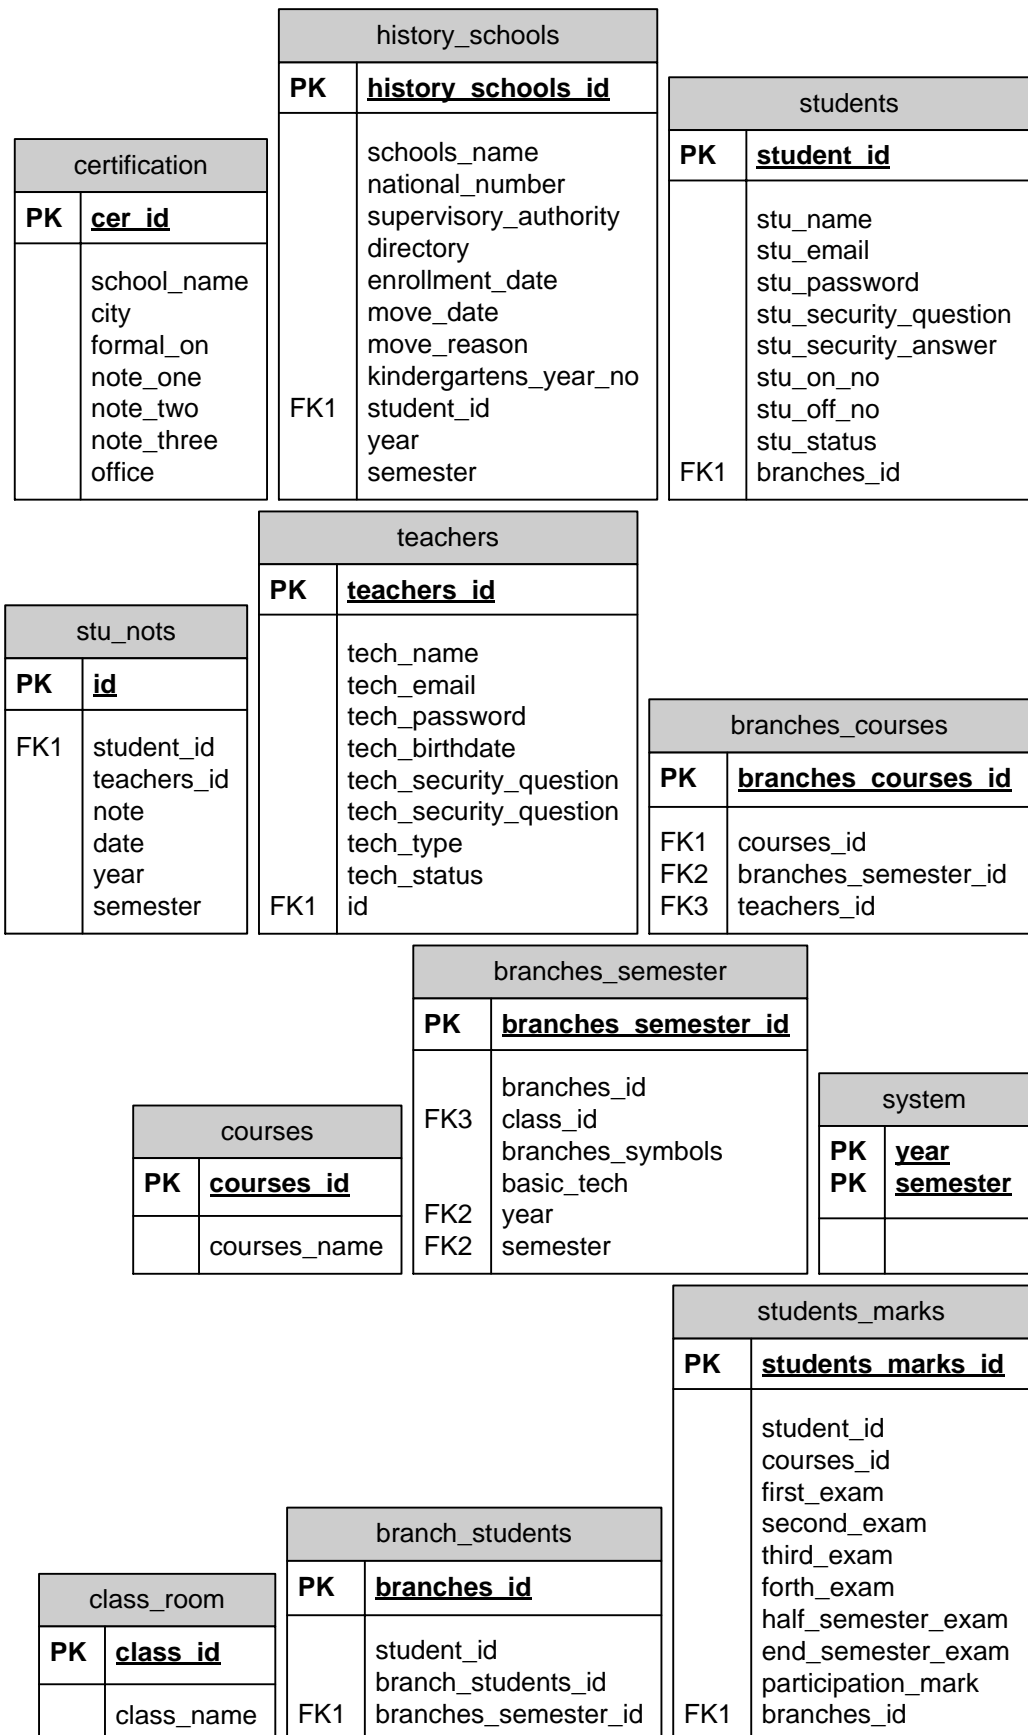 history_schools
PK history_schools_id
schools_name
national_number
supervisory_authority
directory
enrollment_date
move_date
move_reason
kindergartens_year_no
FK1 student_id
year
semester
students
PK student_id
stu_name
stu_email
stu_password
stu_security_question
stu_security_answer
stu_on_no
stu_off_no
stu_status
FK1 branches_id
certification
PK cer_id
school_name
city
formal_on
note_one
note_two
note_three
office
teachers
PK teachers_id
tech_name
tech_email
tech_password
tech_birthdate
tech_security_question
tech_security_question
tech_type
tech_status
FK1 id
stu_nots
PK id
FK1 student_id
teachers_id
note
date
year
semester
branches_courses
PK branches_courses_id
FK1 courses_id
FK2 branches_semester_id
FK3 teachers_id
branches_semester
PK branches_semester_id
branches_id
FK3 class_id
branches_symbols
basic_tech
FK2 year
FK2 semester
system
PK year
PK semester
courses
PK courses_id
courses_name
students_marks
PK students_marks_id
student_id
courses_id
first_exam
second_exam
third_exam
forth_exam
half_semester_exam
end_semester_exam
participation_mark
FK1 branches_id
branch_students
PK branches_id
student_id
branch_students_id
FK1 branches_semester_id
class_room
PK class_id
class_name